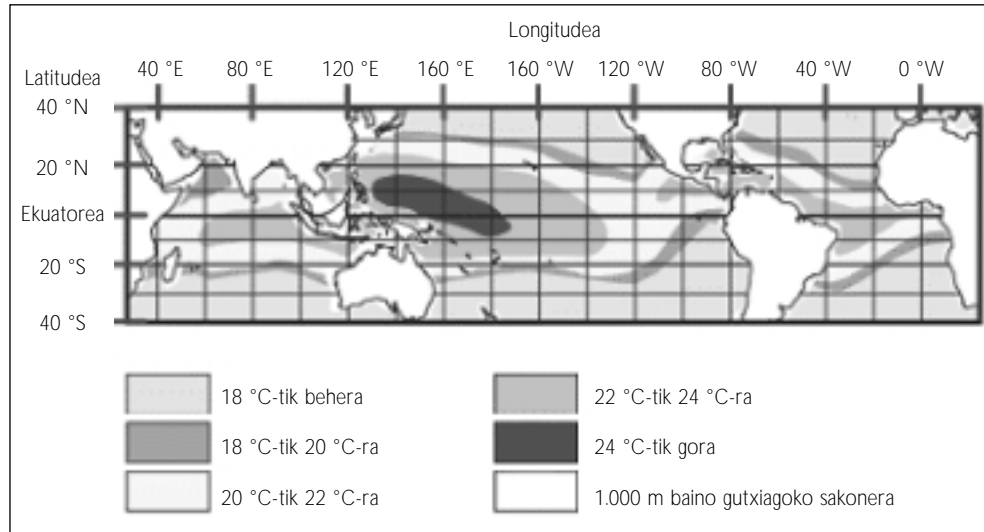 Longitudea
Latitudea
40 °E 80 °E 120 °E 160 °E 160 °W 120 °W 80 °W 40 °W 0 °W
40 °N
20 °N
Ekuatorea
20 °S
40 °S
18 °C-tik behera
22 °C-tik 24 °C-ra
18 °C-tik 20 °C-ra
24 °C-tik gora
20 °C-tik 22 °C-ra
1.000 m baino gutxiagoko sakonera